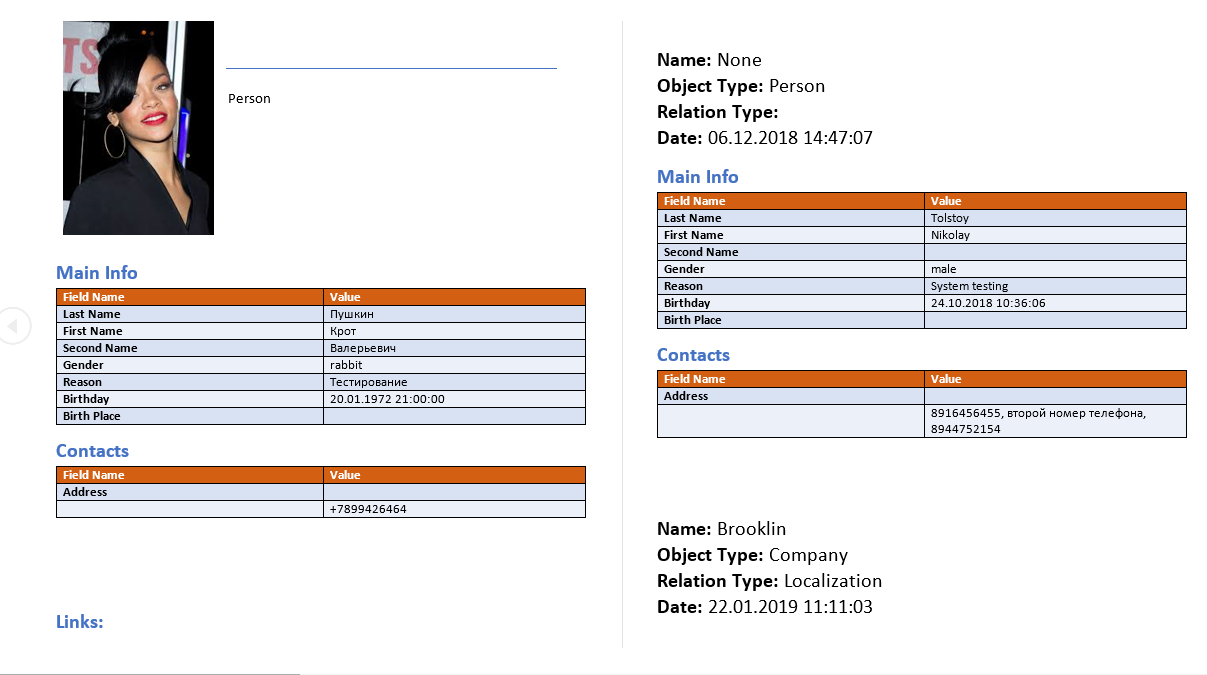 TS
Person
Main Info
Field Name Value
Last Name Пушкин
First Name Крот
Second Name Валерьевич
Gender rabbit
Reason Тестирование
Birthday 20.01.1972 21:00:00
Birth Place
Contacts
Field Name Value
Address
+7899426464
Links:
Name: None
Object Type: Person
Relation Type:
Date: 06.12.2018 14:47:07
Main Info
Field Name Value
Last Name Tolstoy
First Name Nikolay
Second Name
Gender male
Reason System testing
Birthday 24.10.2018 10:36:06
Birth Place
Contacts
Field Name Value
Address
8916456455, второй номер телефона,
8944752154
Name: Brooklin
Object Type: Company
Relation Type: Localization
Date: 22.01.2019 11:11:03